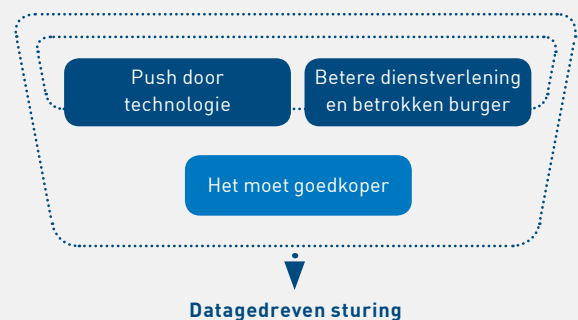 Push door
technologie
Betere dienstverlening
en betrokken burger
Het moet goedkoper
Datagedreven sturing